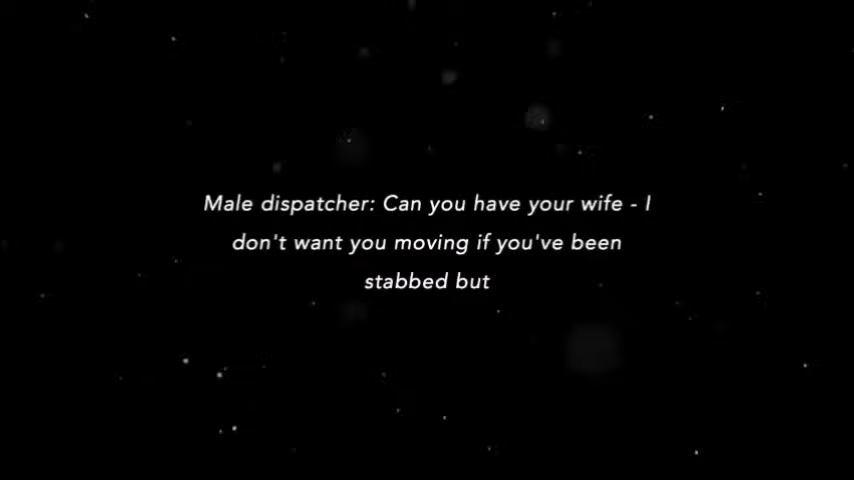 Male dispatcher: Can you have your wife - I
don't want you moving if you've been
stabbed but